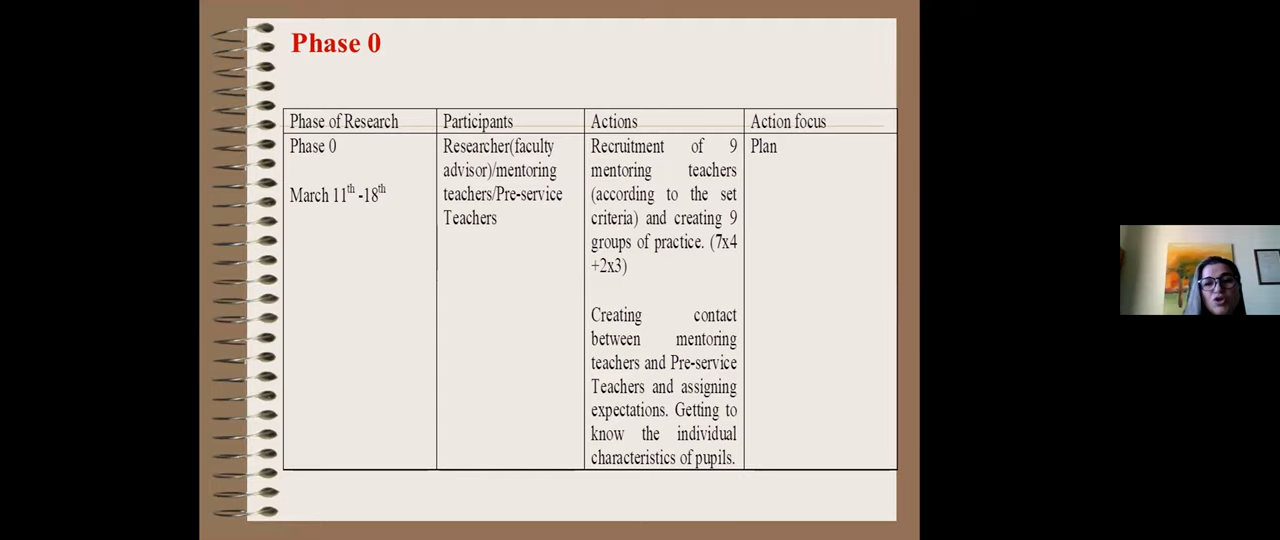 Phase 0
Phase of Research
Participants
Actions
Action focus
Phase 0
March 11th -18th
Researcher(faculty
advisor)/mentoring
teachers/Pre-service
Teachers
Recruitment of 9
mentoring teachers
(according to the set
criteria) and creating 9
groups of practice. (7x4
+2x3)
Creating contact
between mentoring
teachers and Pre-service
Teachers and assigning
expectations. Getting to
know the individual
characteristics of pupils.
Plan